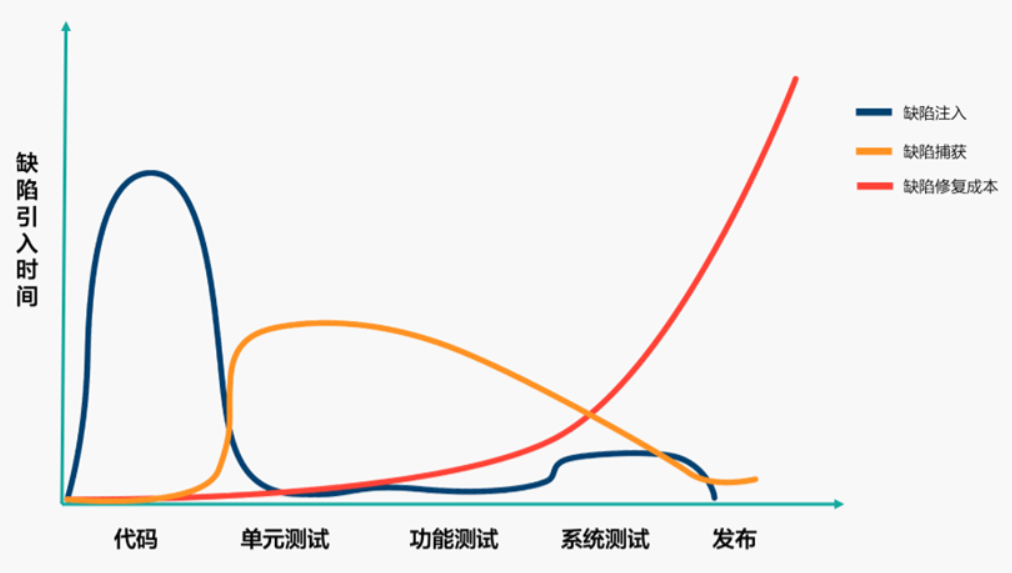 缺陷引入时间
缺陷注入
缺陷捕获
缺陷修复成本
代码 单元测试 功能测试 系统测试 发布